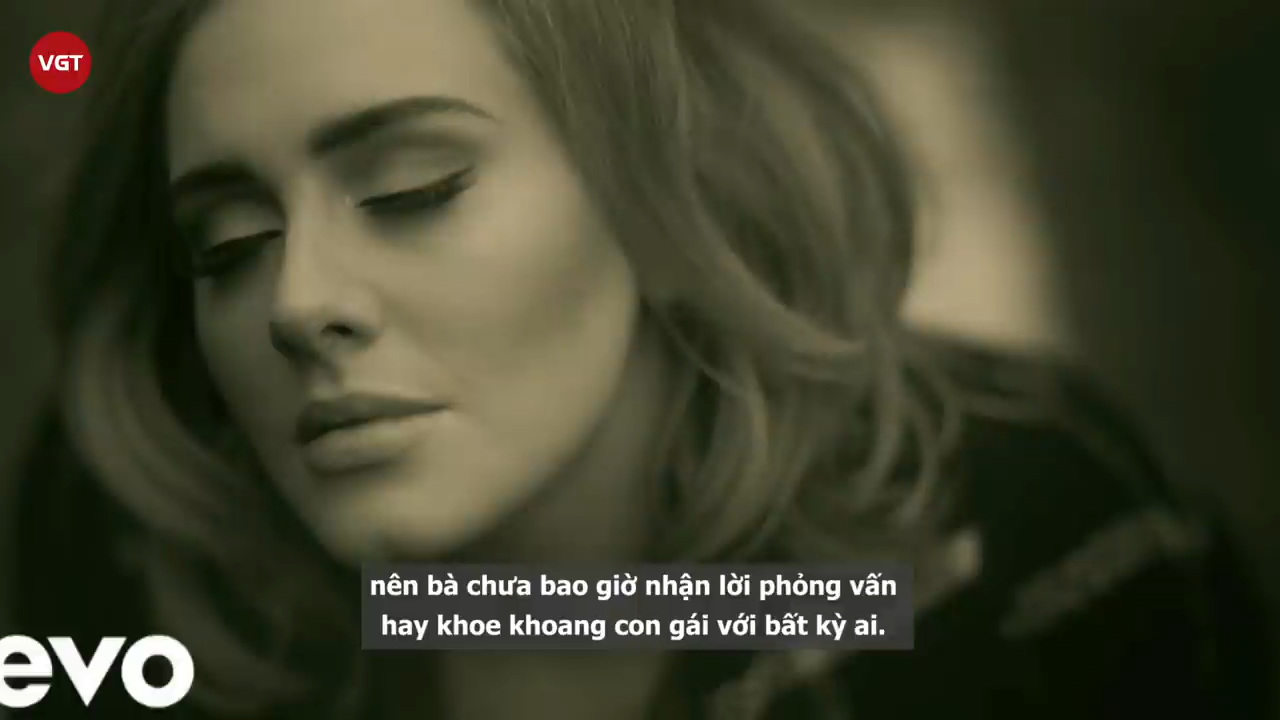 VGT
nên bà chưa bao giờ nhận lời phỏng vấn
hay khoe khoang con gái với bất kỳ ai.
evo